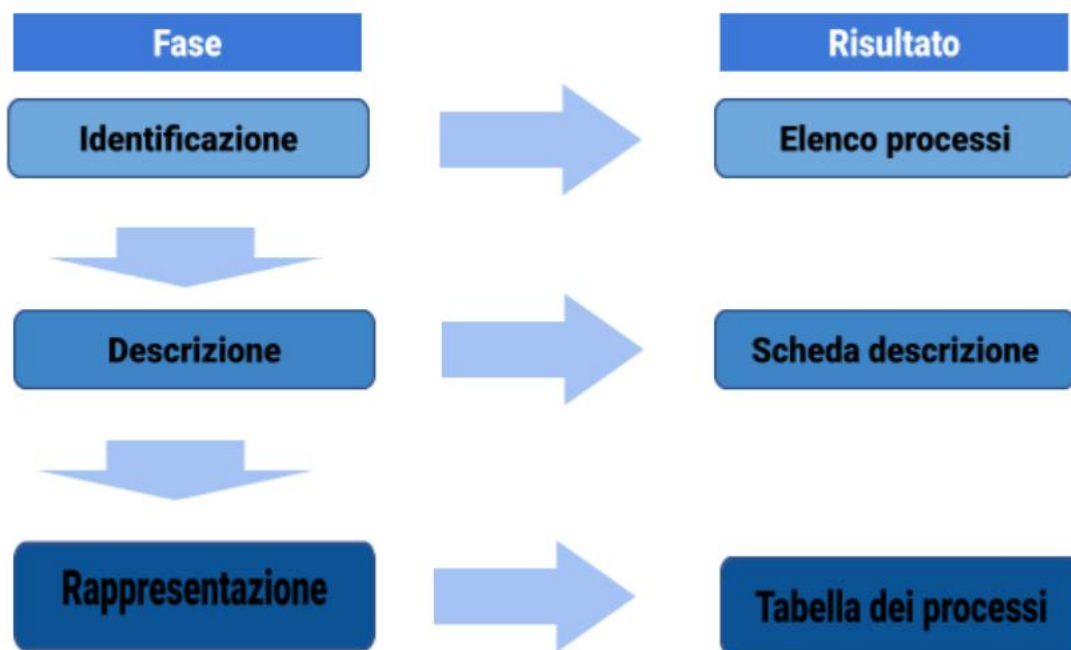 Fase
Risultato
Identificazione
Elenco processi
Descrizione
Scheda descrizione
Rappresentazione
Tabella dei processi